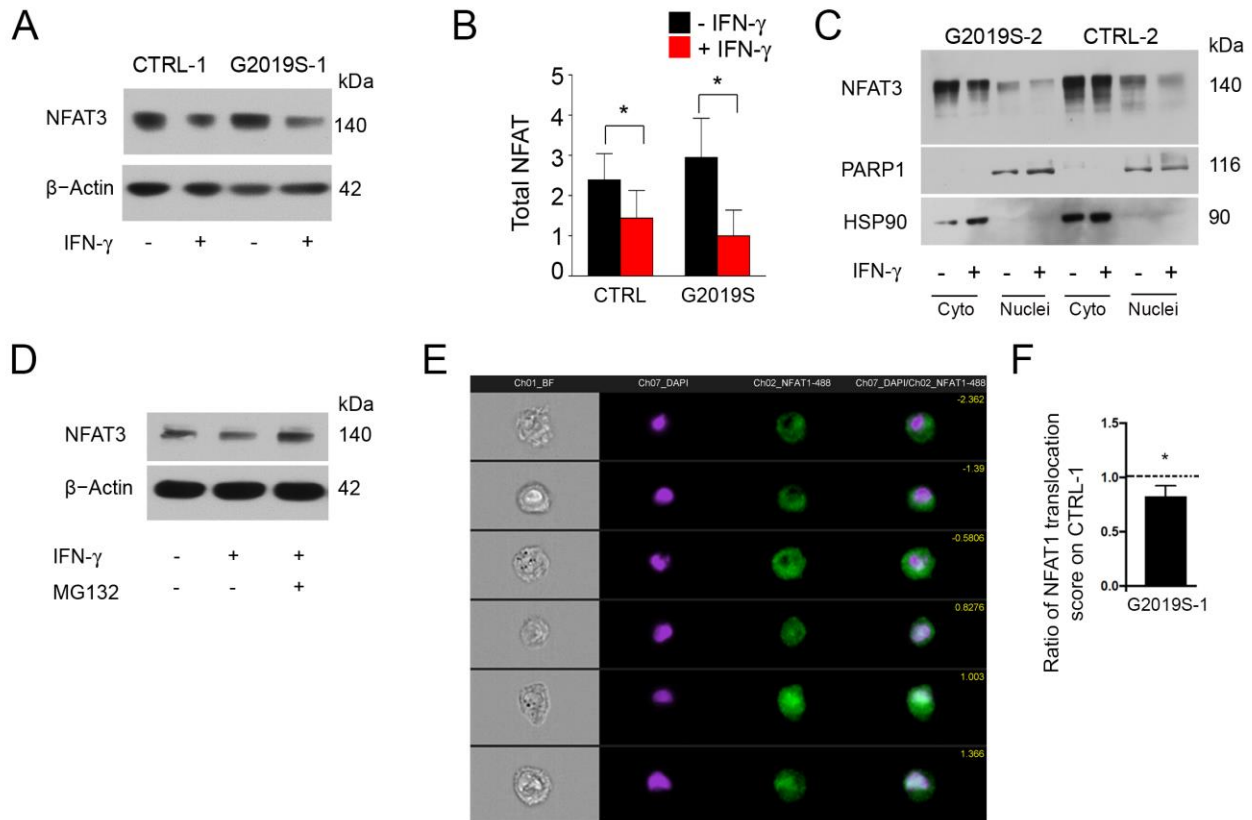 A
CTRL-1 G2019S-1
kDa
NFAT3 140
β-Actin 42
IFN-γ - + - +
B
- IFN-γ
+ IFN-γ
Total NFAT
5
4
3
2
1
0
* *
CTRL G2019S
C
G2019S-2 CTRL-2
kDa
NFAT3 140
PARP1 116
HSP90 90
IFN-γ - + - + - + - +
Cyto Nuclei Cyto Nuclei
D
kDa
NFAT3 140
β-Actin 42
IFN-γ - + +
MG132 - - +
E
Ch01_BF Ch07_DAPI Ch02_NFAT1-488 Ch07_DAPI/Ch02_NFAT1-488
-2.362
-1.39
-0.5806
0.8276
1.003
1.366
F
Ratio of NFAT1 translocation
score on CTRL-1
1.5
1.0
0.5
0.0
*
G2019S-1